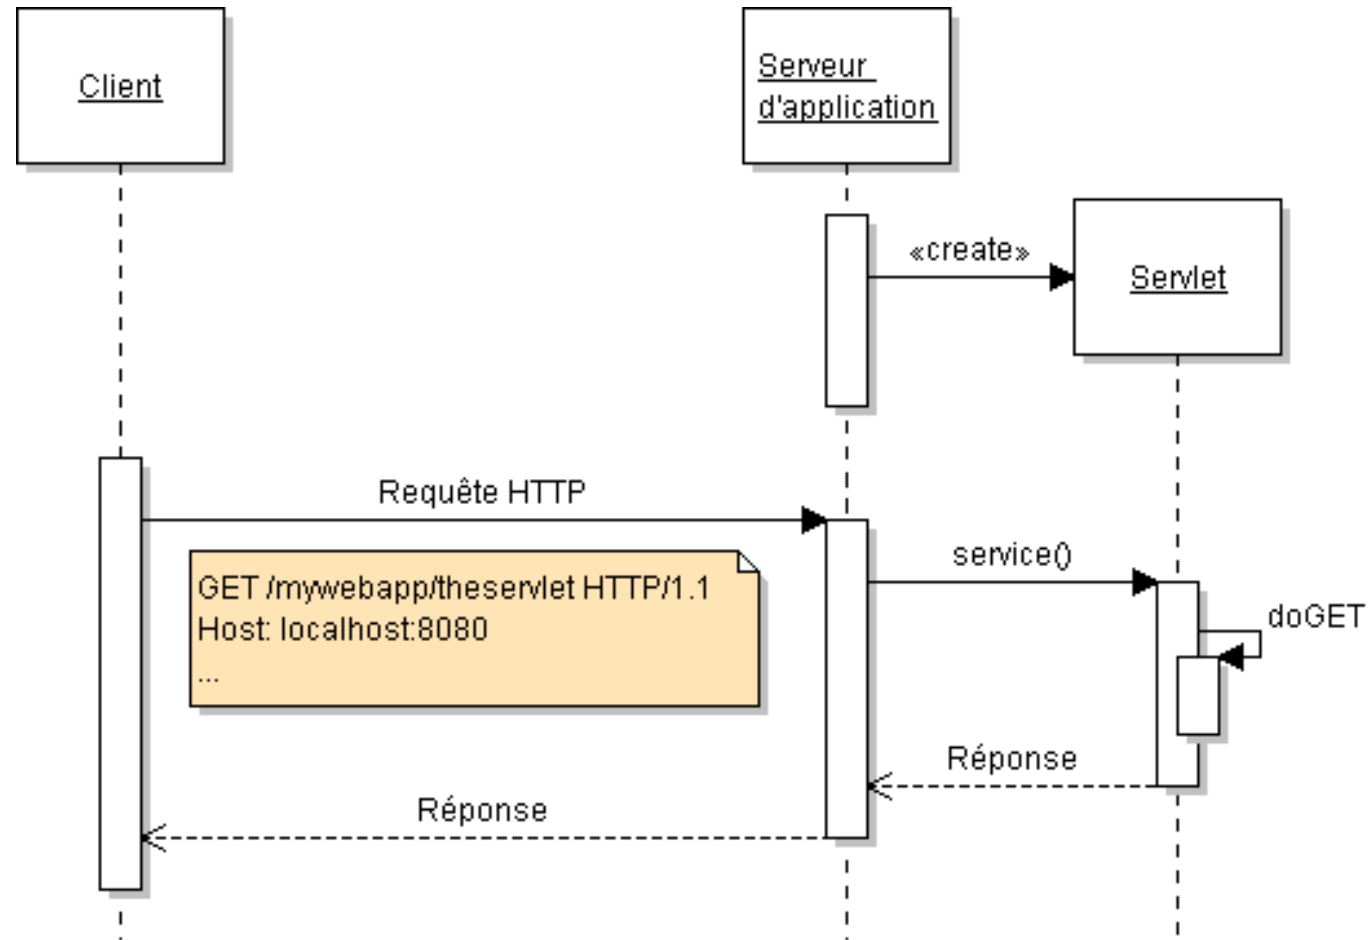 Client
Serveur
d'application
«create»
Servlet
Requête HTTP
GET /mywebapp/theservlet HTTP/1.1
Host: localhost:8080
...
service()
doGET
Réponse
Réponse